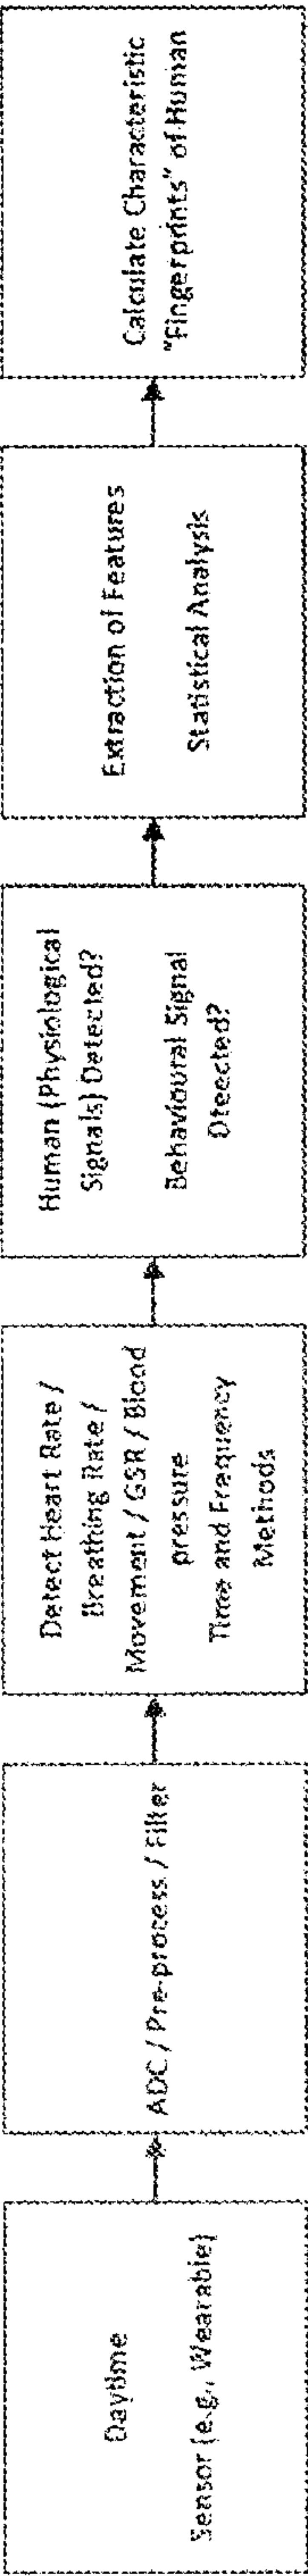 Daytime
Sensor (e.g., Wearable)
ADC / Pre-process / Filter
Detect Heart Rate /
Breathing Rate /
Movement / GSR / Blood
pressure
Time and Frequency
Methods
Human (Physiological
Signals) Detected?
Behavioural Signal
Dteected?
Extraction of Features
Statistical Analysis
Calculate Characteristic
"Fingerprints" of Human